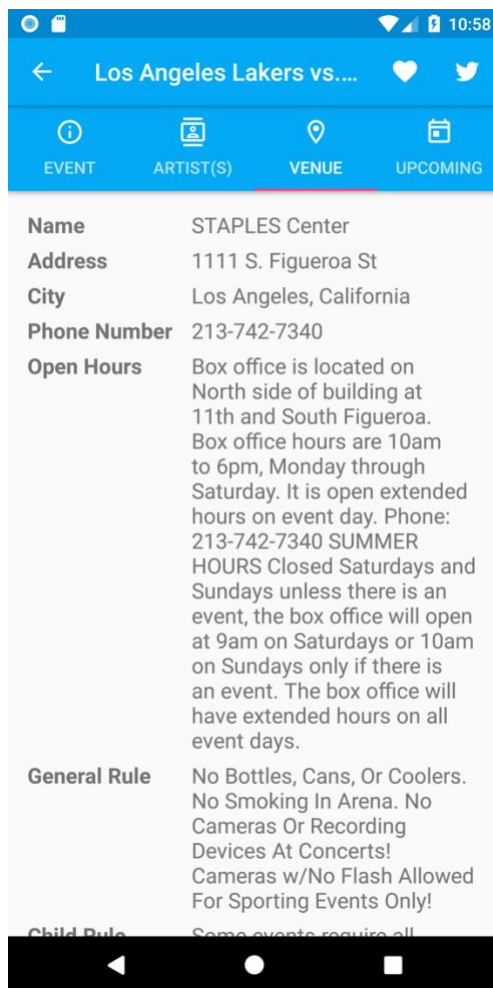 10:58
Los Angeles Lakers vs....
EVENT ARTIST(S) VENUE UPCOMING
Name STAPLES Center
Address 1111 S. Figueroa St
City Los Angeles, California
Phone Number 213-742-7340
Open Hours Box office is located on
North side of building at
11th and South Figueroa.
Box office hours are 10am
to 6pm, Monday through
Saturday. It is open extended
hours on event day. Phone:
213-742-7340 SUMMER
HOURS Closed Saturdays and
Sundays unless there is an
event, the box office will open
at 9am on Saturdays or 10am
on Sundays only if there is
an event. The box office will
have extended hours on all
event days.
General Rule No Bottles, Cans, Or Coolers.
No Smoking In Arena. No
Cameras Or Recording
Devices At Concerts!
Cameras w/No Flash Allowed
For Sporting Events Only!
Child Rule Some events require all